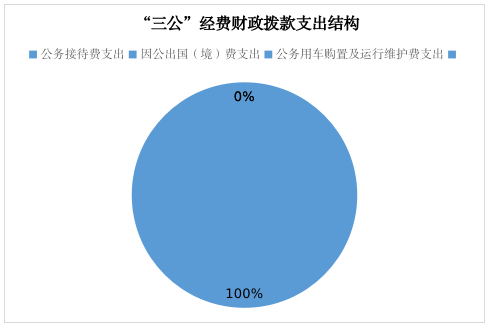 “三公”经费财政拨款支出结构
公务接待费支出 因公出国（境）费支出 公务用车购置及运行维护费支出
0%
100%